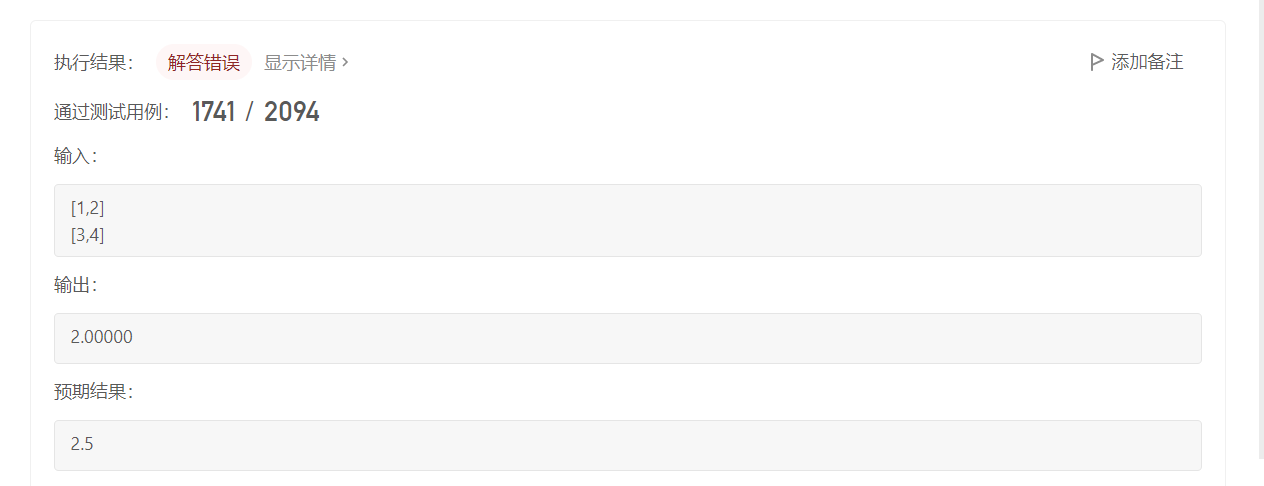 执行结果： 解答错误 显示详情 › 添加备注
通过测试用例： 1741 / 2094
输入：
[1,2]
[3,4]
输出：
2.00000
预期结果：
2.5